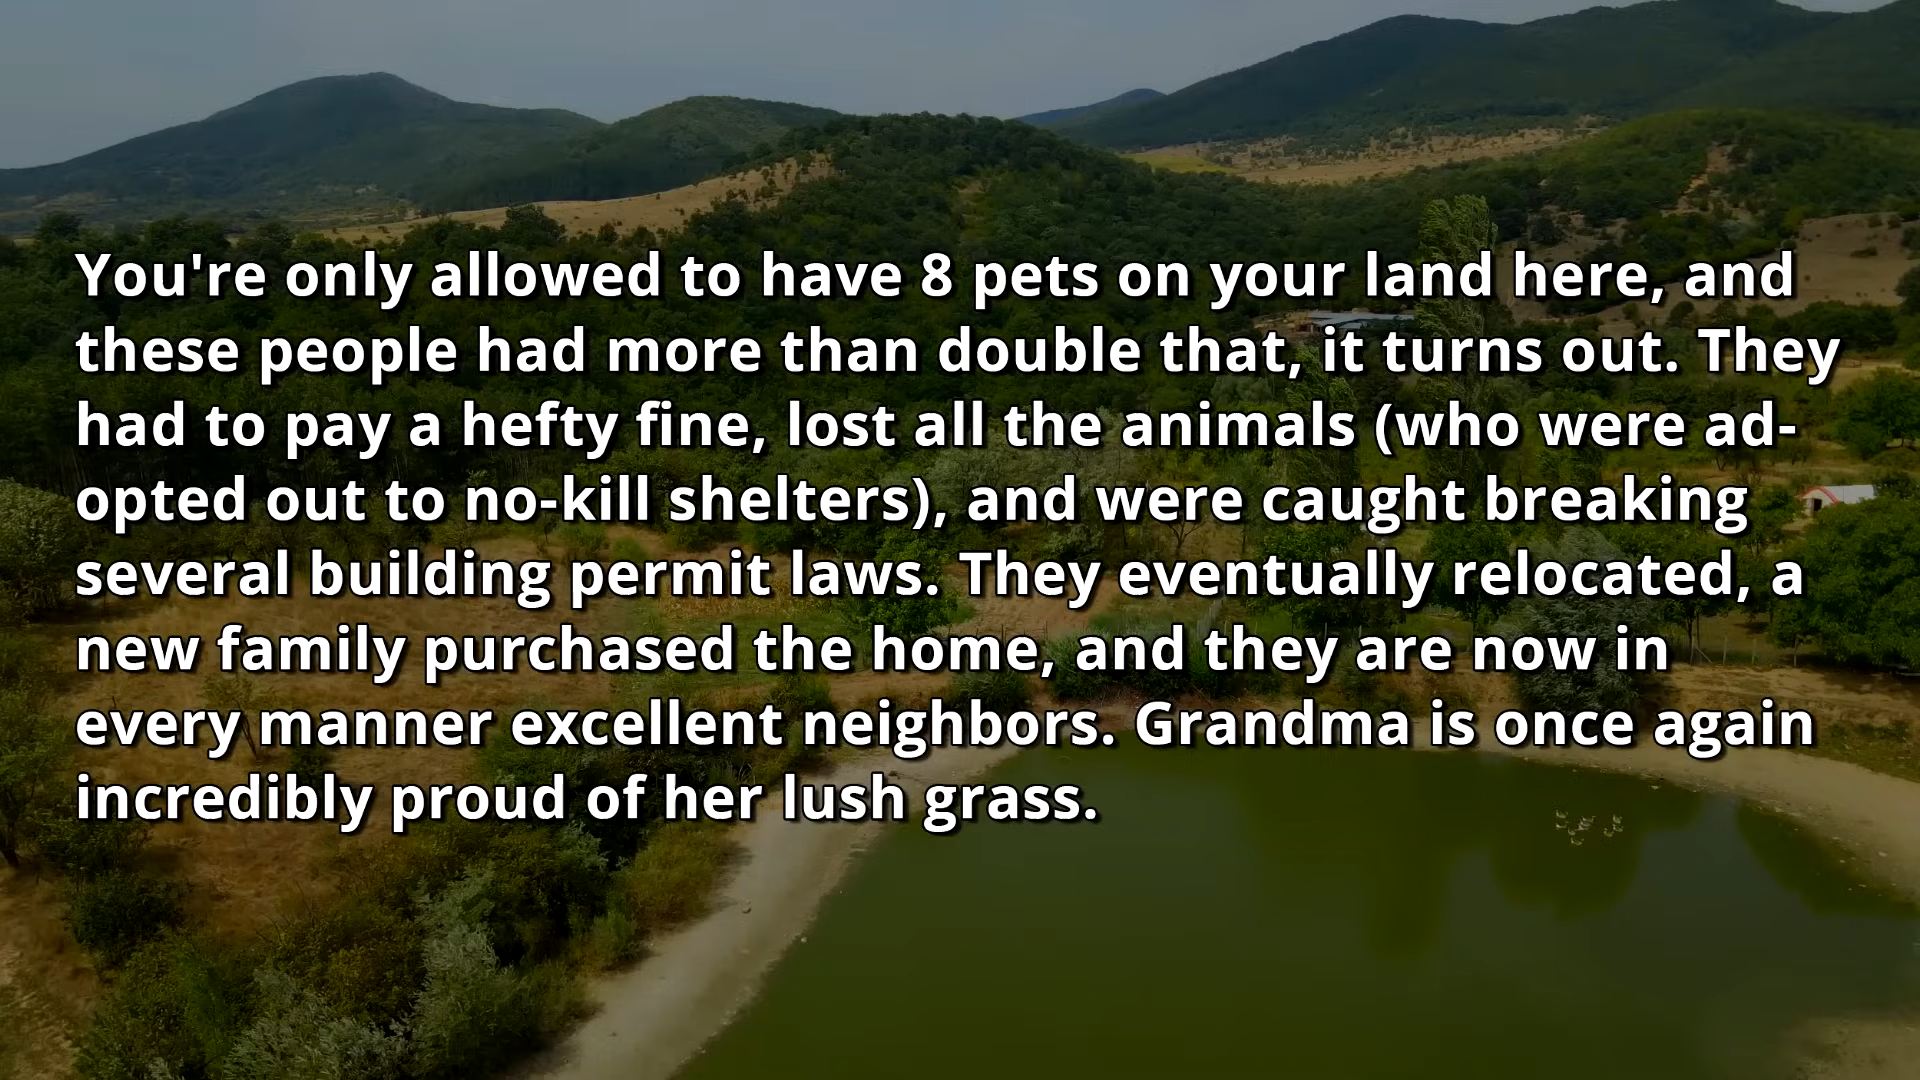 You're only allowed to have 8 pets on your land here, and
these people had more than double that, it turns out. They
had to pay a hefty fine, lost all the animals (who were ad-
opted out to no-kill shelters), and were caught breaking
several building permit laws. They eventually relocated, a
new family purchased the home, and they are now in
every manner excellent neighbors. Grandma is once again
incredibly proud of her lush grass.